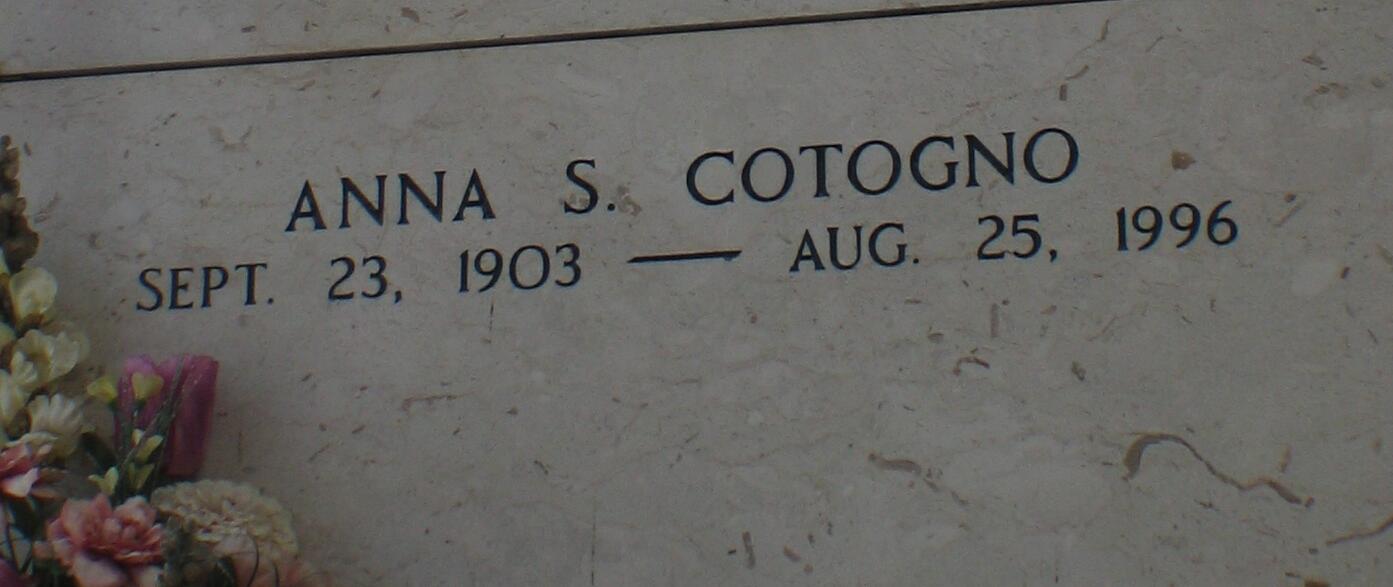 ANNA S. COTOGNO
SEPT. 23, 1903 — AUG. 25, 1996